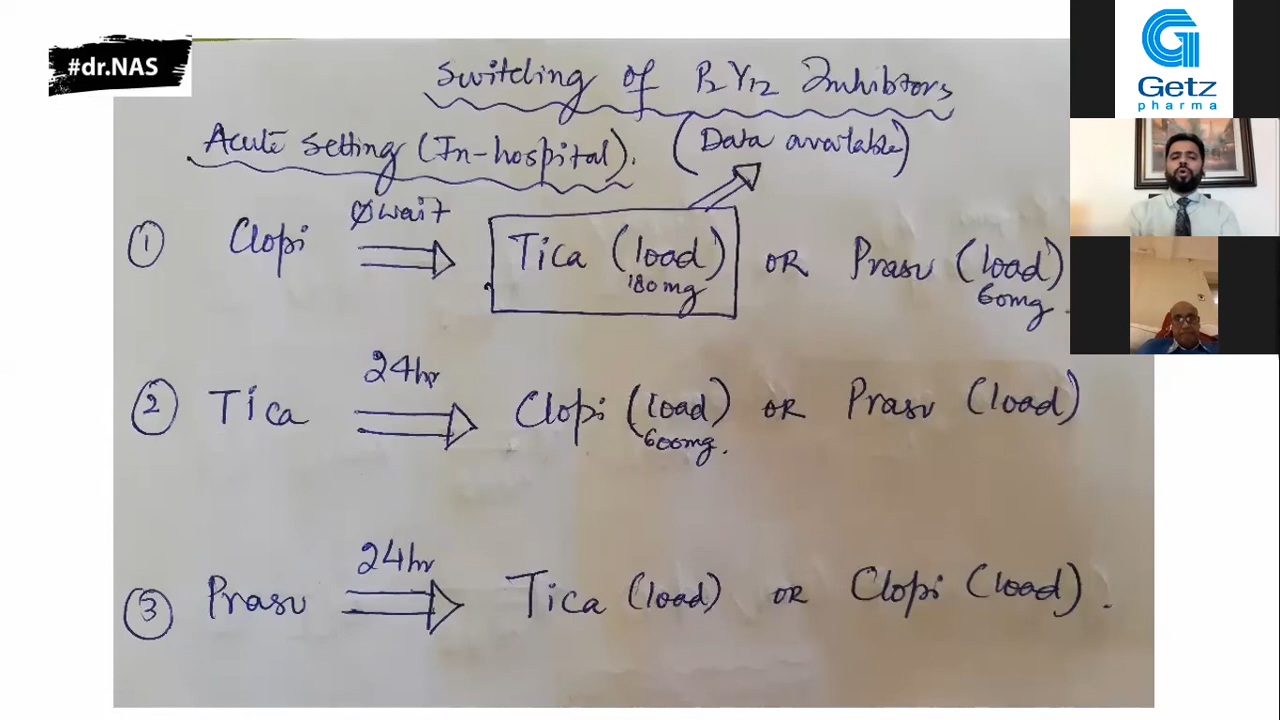 #dr.NAS
Getz
pharma
Switching of P2Y12 Inhibitors
Acute Setting (In-hospital). (Data available)
① Clopi ∅ wait ⇒ Tica (load) 180mg OR Prasu (load) 60mg.
② Tica 24hr ⇒ Clopi (load) 600mg. OR Prasu (load)
③ Prasu 24hr ⇒ Tica (load) OR Clopi (load).